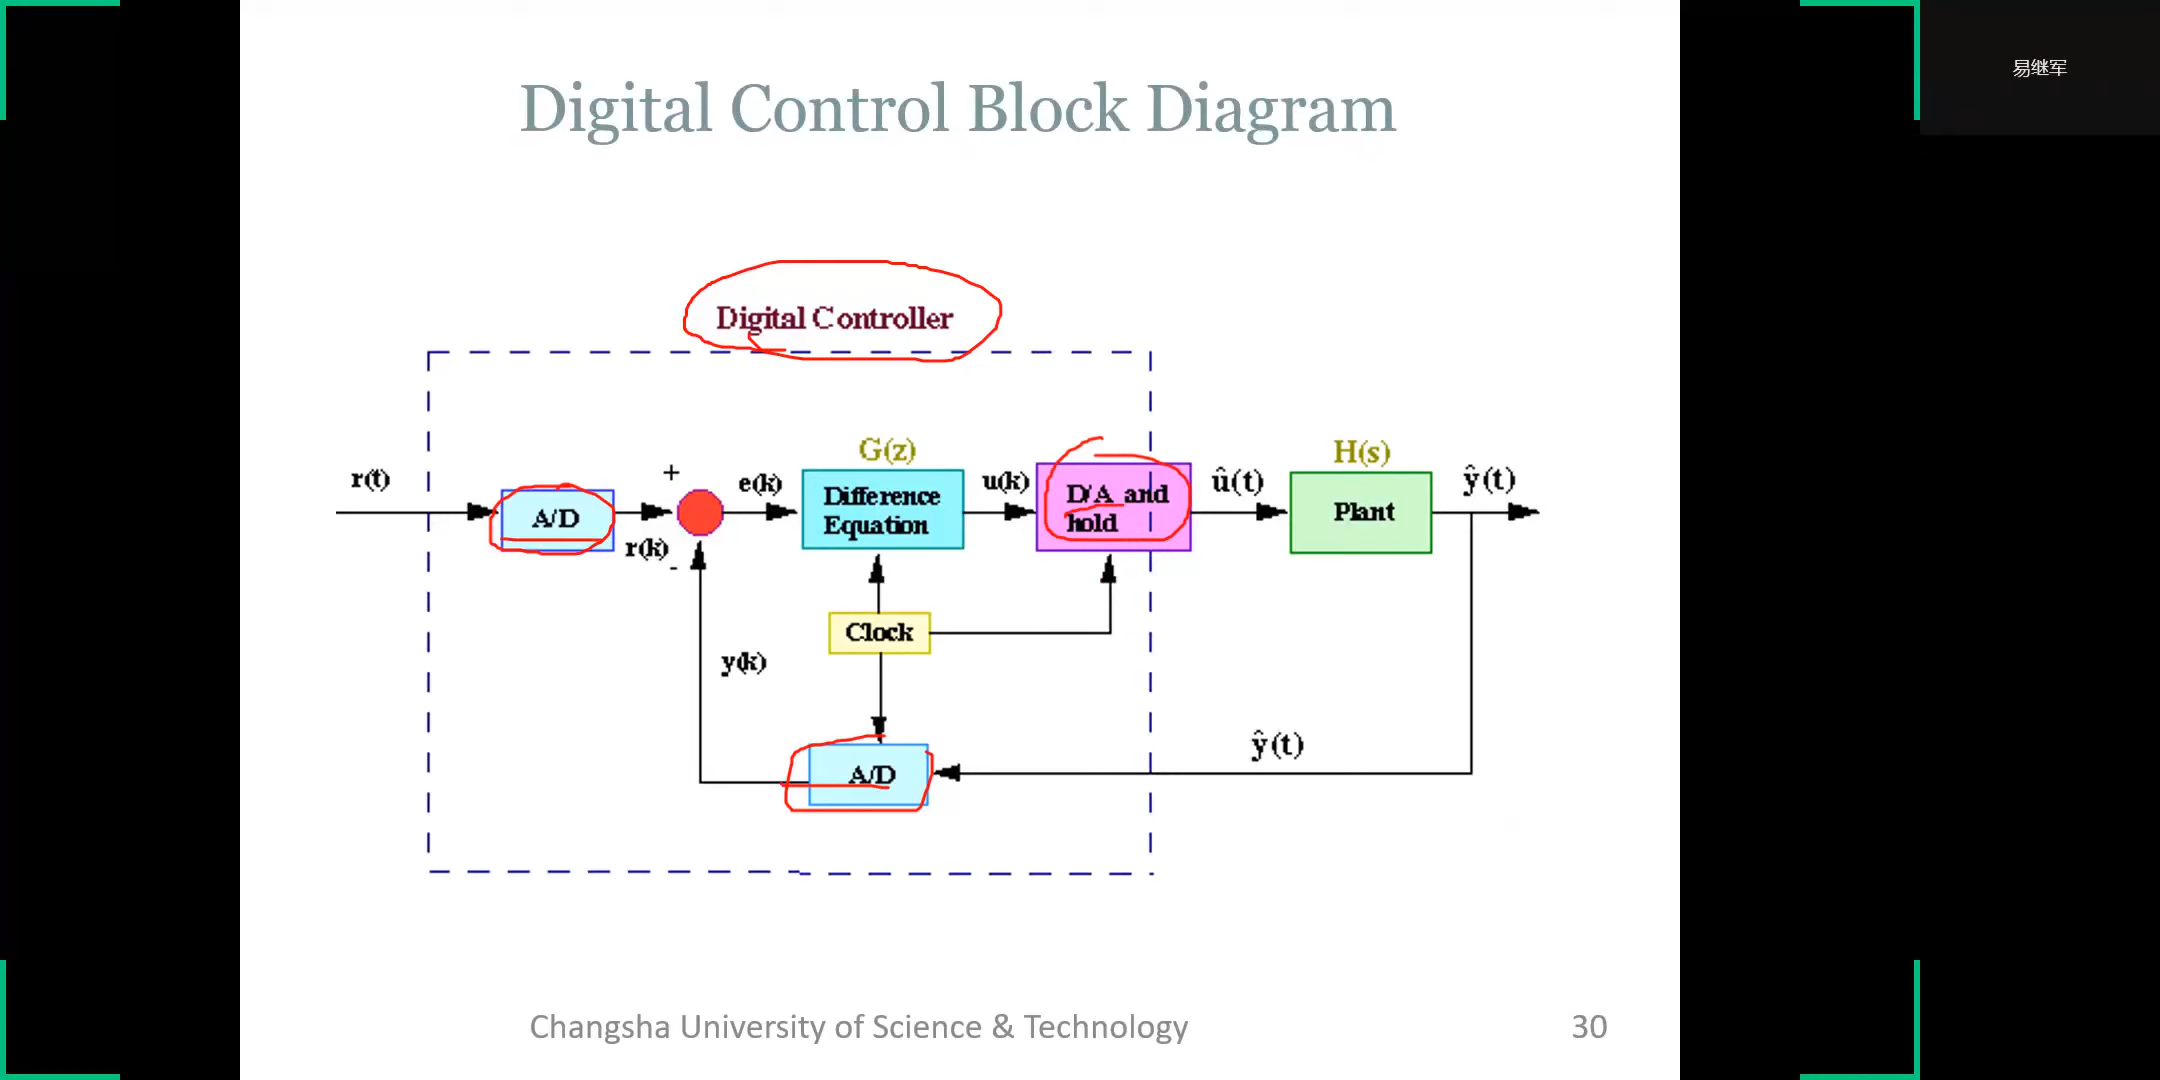 易继军
Digital Control Block Diagram
Digital Controller
r(t)
A/D
+
r(k)
-
e(k)
G(z)
Difference
Equation
u(k)
D/A and
hold
û(t)
H(s)
Plant
ŷ(t)
Clock
y(k)
A/D
ŷ(t)
Changsha University of Science & Technology
30